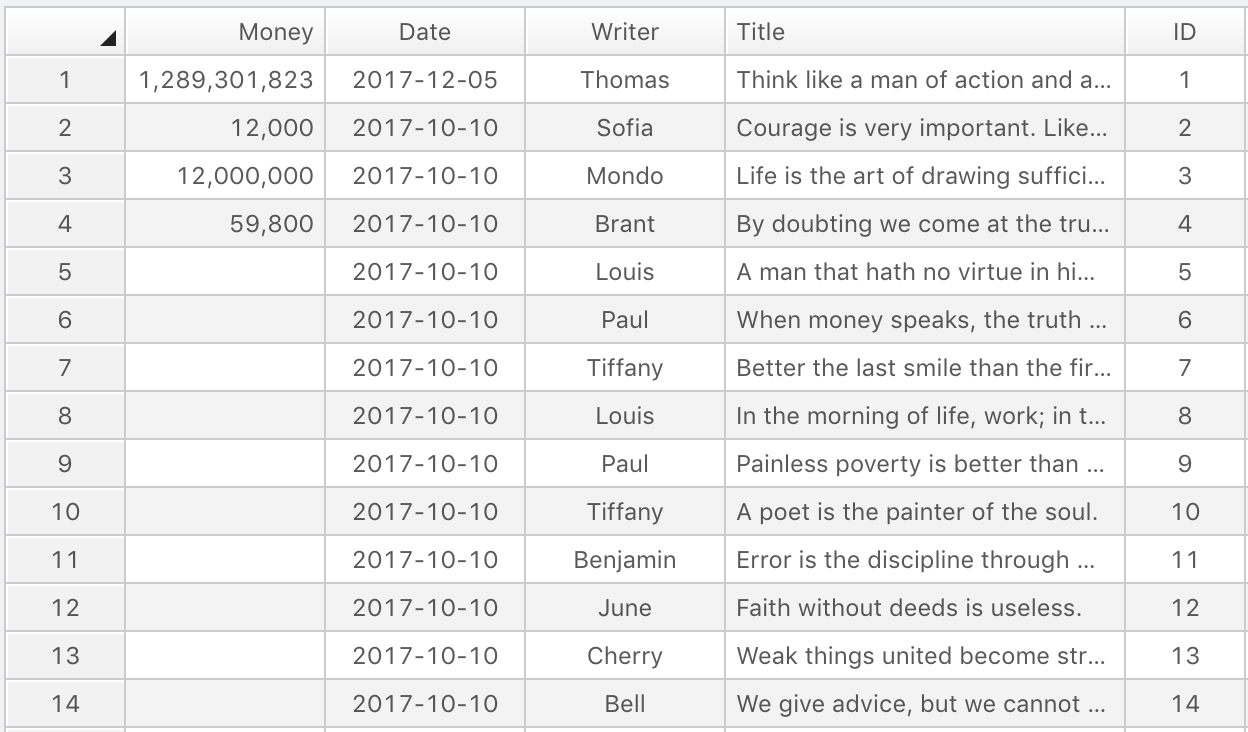 Money Date Writer Title ID
1 1,289,301,823 2017-12-05 Thomas Think like a man of action and a... 1
2 12,000 2017-10-10 Sofia Courage is very important. Like... 2
3 12,000,000 2017-10-10 Mondo Life is the art of drawing suffici... 3
4 59,800 2017-10-10 Brant By doubting we come at the tru... 4
5 2017-10-10 Louis A man that hath no virtue in hi... 5
6 2017-10-10 Paul When money speaks, the truth ... 6
7 2017-10-10 Tiffany Better the last smile than the fir... 7
8 2017-10-10 Louis In the morning of life, work; in t... 8
9 2017-10-10 Paul Painless poverty is better than ... 9
10 2017-10-10 Tiffany A poet is the painter of the soul. 10
11 2017-10-10 Benjamin Error is the discipline through ... 11
12 2017-10-10 June Faith without deeds is useless. 12
13 2017-10-10 Cherry Weak things united become str... 13
14 2017-10-10 Bell We give advice, but we cannot ... 14